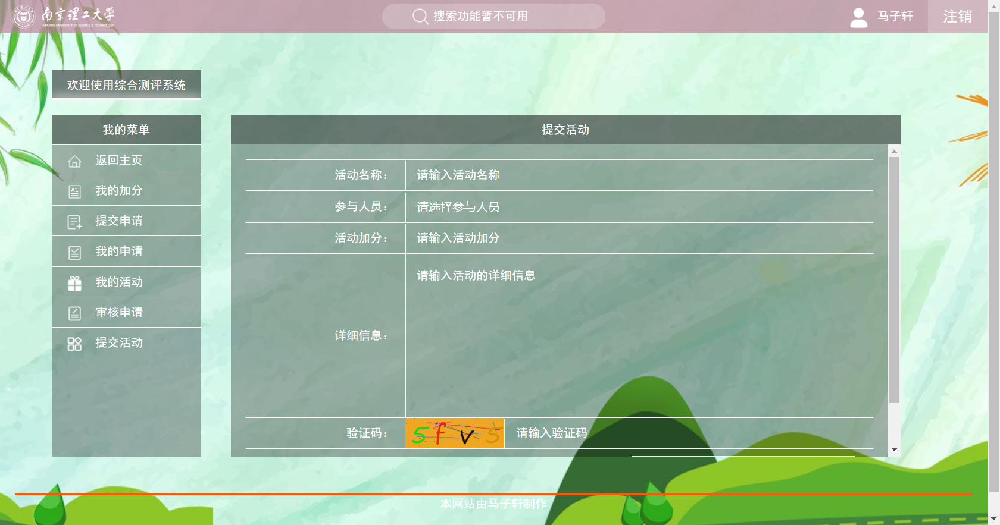 南京理工大学
NANJING UNIVERSITY OF SCIENCE & TECHNOLOGY
搜索功能暂不可用
马子轩
注销
欢迎使用综合测评系统
我的菜单
返回主页
我的加分
提交申请
我的申请
我的活动
审核申请
提交活动
提交活动
活动名称： 请输入活动名称
参与人员： 请选择参与人员
活动加分： 请输入活动加分
详细信息： 请输入活动的详细信息
验证码： 5fv5 请输入验证码
本网站由马子轩制作